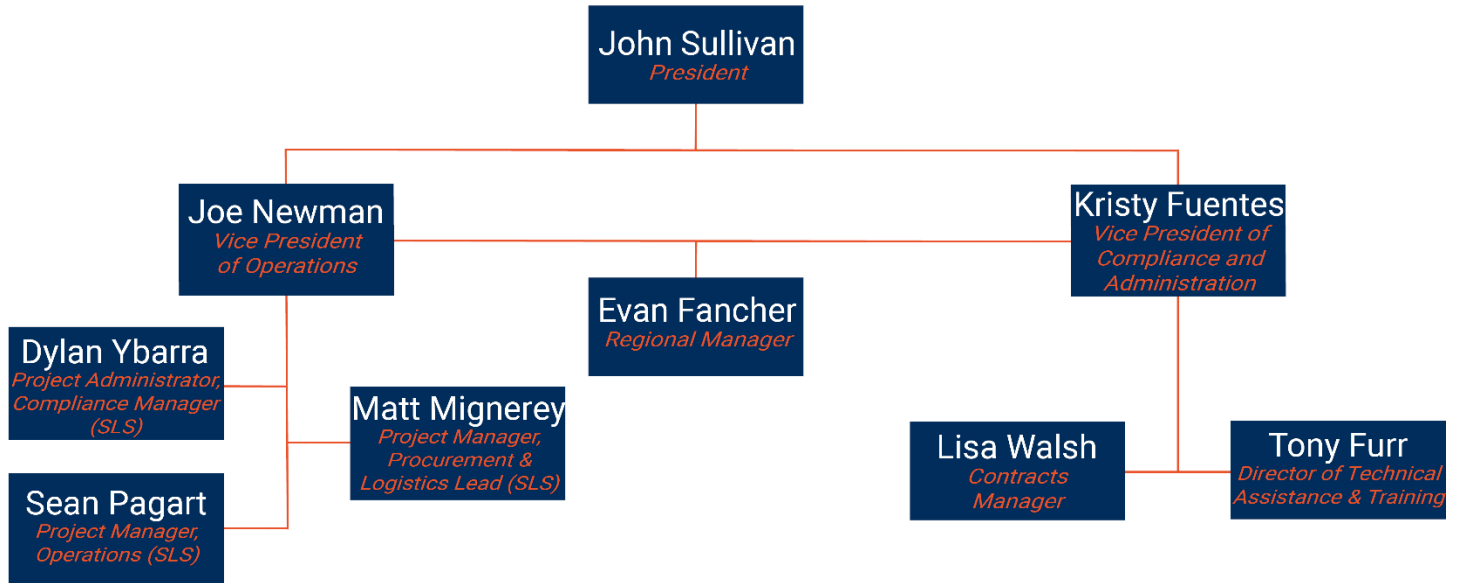 John Sullivan
President
Joe Newman
Vice President
of Operations
Kristy Fuentes
Vice President of
Compliance and
Administration
Evan Fancher
Regional Manager
Dylan Ybarra
Project Administrator,
Compliance Manager
(SLS)
Matt Mignerey
Project Manager,
Procurement &
Logistics Lead (SLS)
Sean Pagart
Project Manager,
Operations (SLS)
Lisa Walsh
Contracts
Manager
Tony Furr
Director of Technical
Assistance & Training